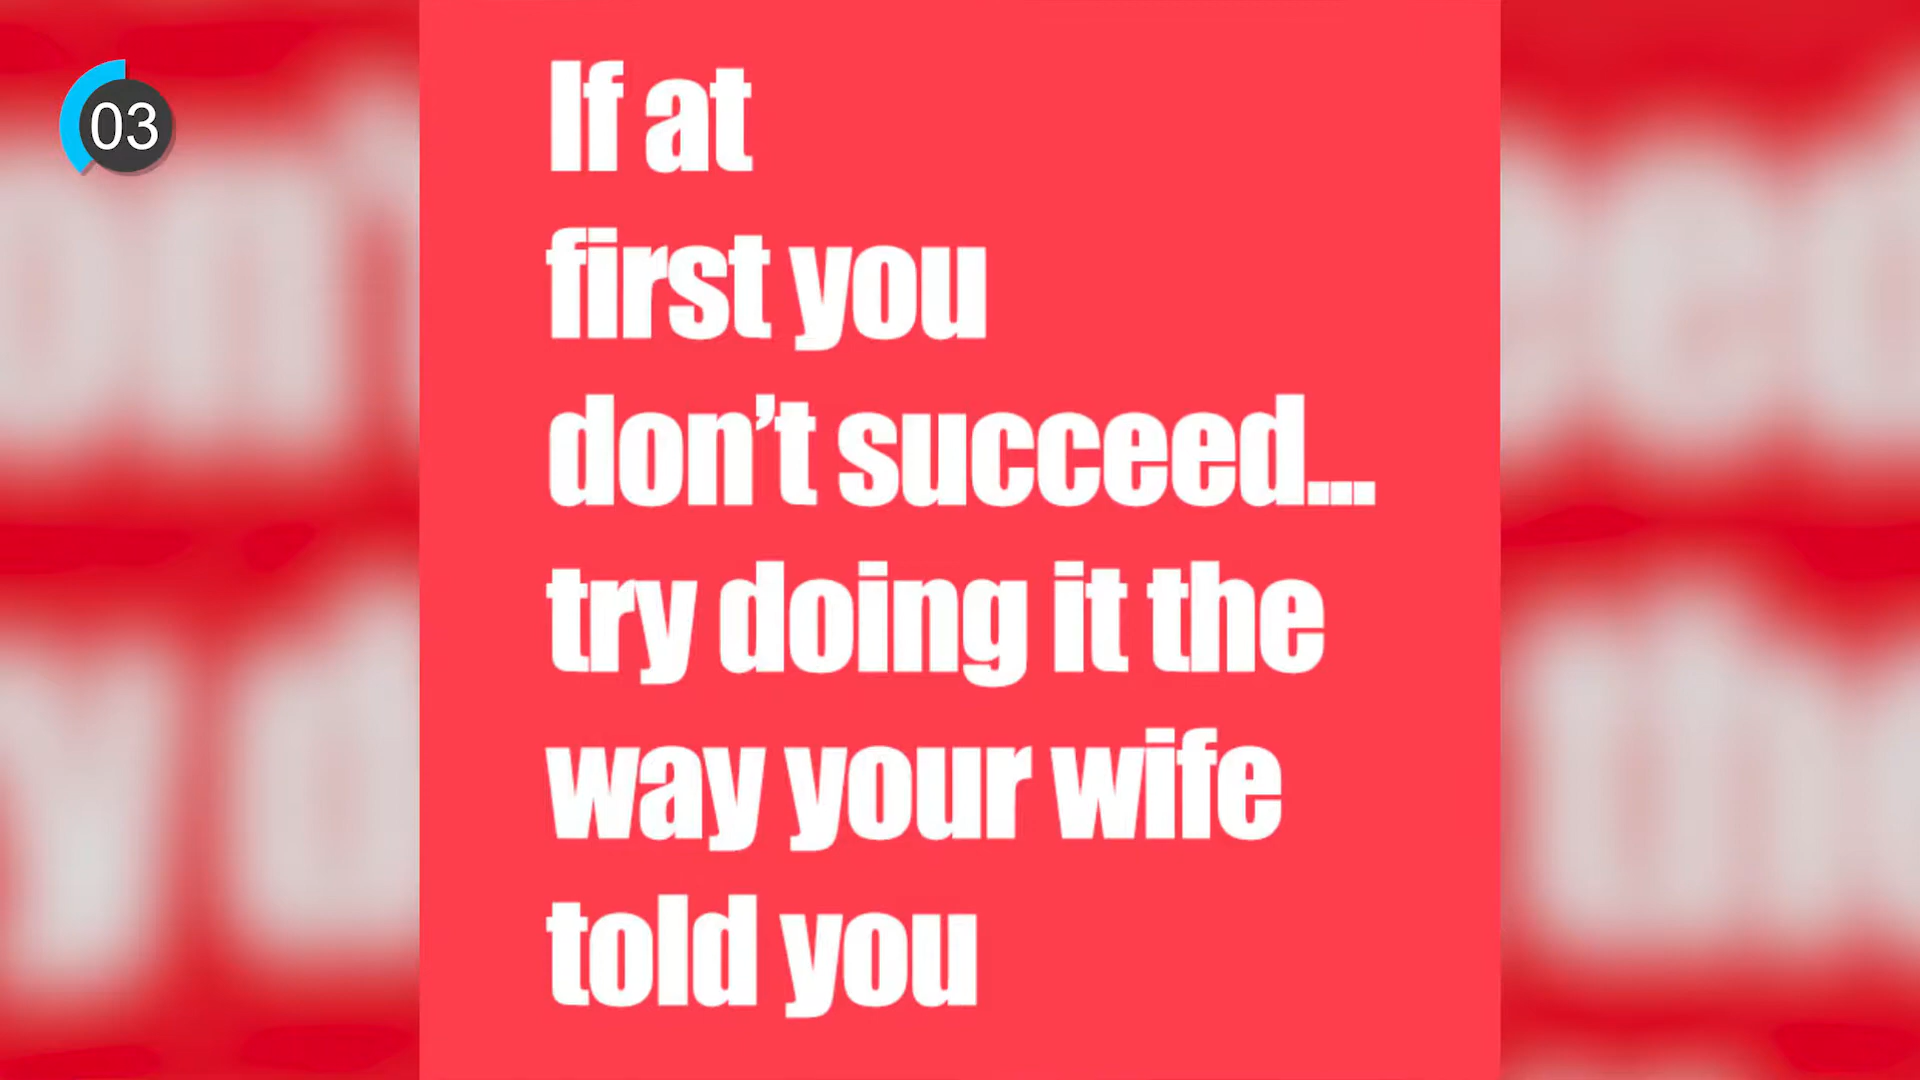 03
If at
first you
don’t succeed...
try doing it the
way your wife
told you